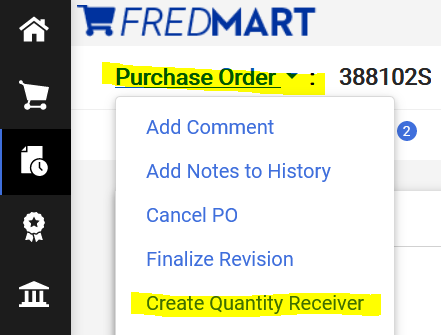 FREDMART
Purchase Order : 388102S
2
Add Comment
Add Notes to History
Cancel PO
Finalize Revision
Create Quantity Receiver